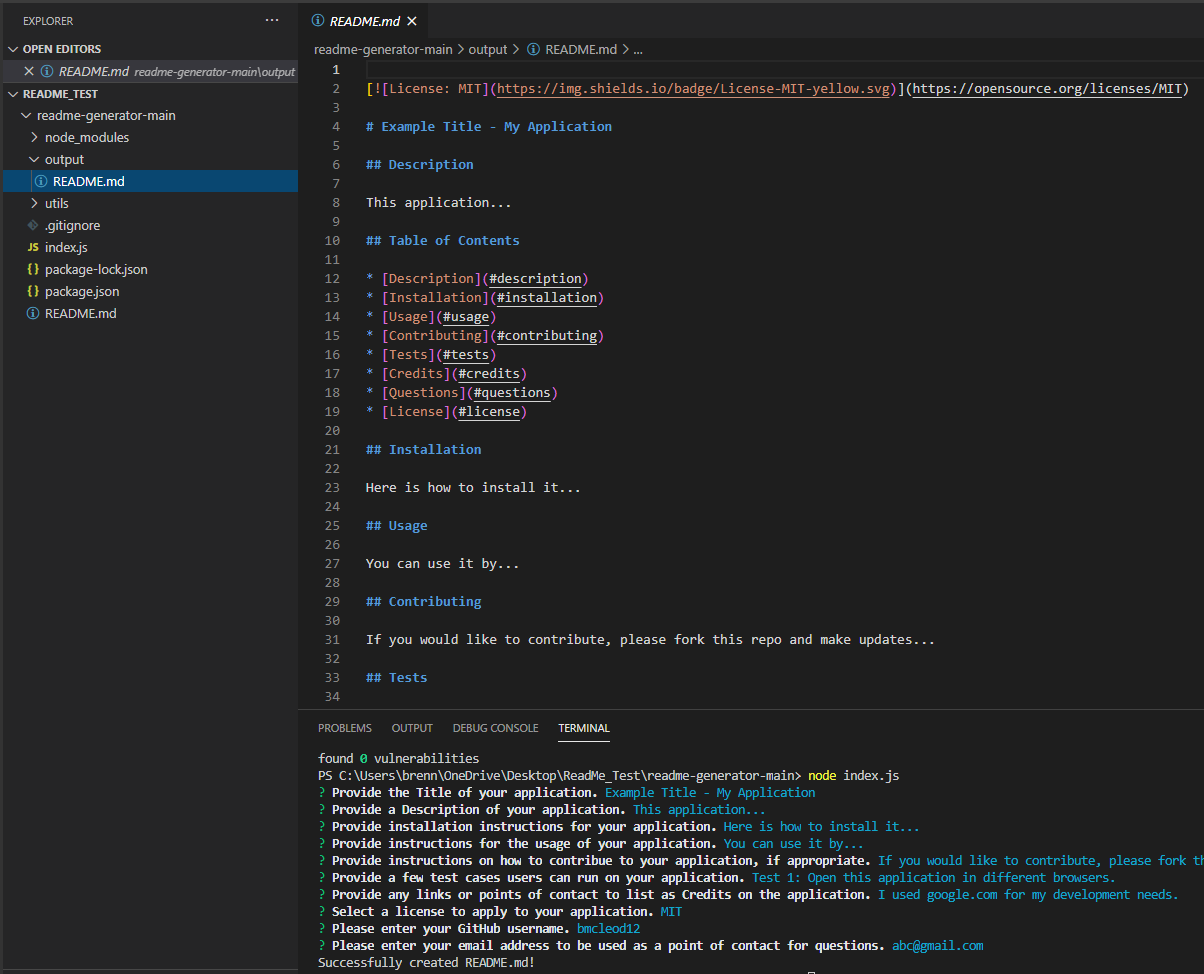 EXPLORER
···
OPEN EDITORS
README.md readme-generator-main\output
README_TEST
readme-generator-main
node_modules
output
README.md
utils
.gitignore
JS index.js
{} package-lock.json
{} package.json
README.md
README.md
readme-generator-main > output > README.md > ...
1
2 [![License: MIT](https://img.shields.io/badge/License-MIT-yellow.svg)](https://opensource.org/licenses/MIT)
3
4 # Example Title - My Application
5
6 ## Description
7
8 This application...
9
10 ## Table of Contents
11
12 * [Description](#description)
13 * [Installation](#installation)
14 * [Usage](#usage)
15 * [Contributing](#contributing)
16 * [Tests](#tests)
17 * [Credits](#credits)
18 * [Questions](#questions)
19 * [License](#license)
20
21 ## Installation
22
23 Here is how to install it...
24
25 ## Usage
26
27 You can use it by...
28
29 ## Contributing
30
31 If you would like to contribute, please fork this repo and make updates...
32
33 ## Tests
34
PROBLEMS OUTPUT DEBUG CONSOLE TERMINAL
found 0 vulnerabilities
PS C:\Users\brenn\OneDrive\Desktop\ReadMe_Test\readme-generator-main> node index.js
? Provide the Title of your application. Example Title - My Application
? Provide a Description of your application. This application...
? Provide installation instructions for your application. Here is how to install it...
? Provide instructions for the usage of your application. You can use it by...
? Provide instructions on how to contribue to your application, if appropriate. If you would like to contribute, please fork th
? Provide a few test cases users can run on your application. Test 1: Open this application in different browsers.
? Provide any links or points of contact to list as Credits on the application. I used google.com for my development needs.
? Select a license to apply to your application. MIT
? Please enter your GitHub username. bmcleod12
? Please enter your email address to be used as a point of contact for questions. abc@gmail.com
Successfully created README.md!